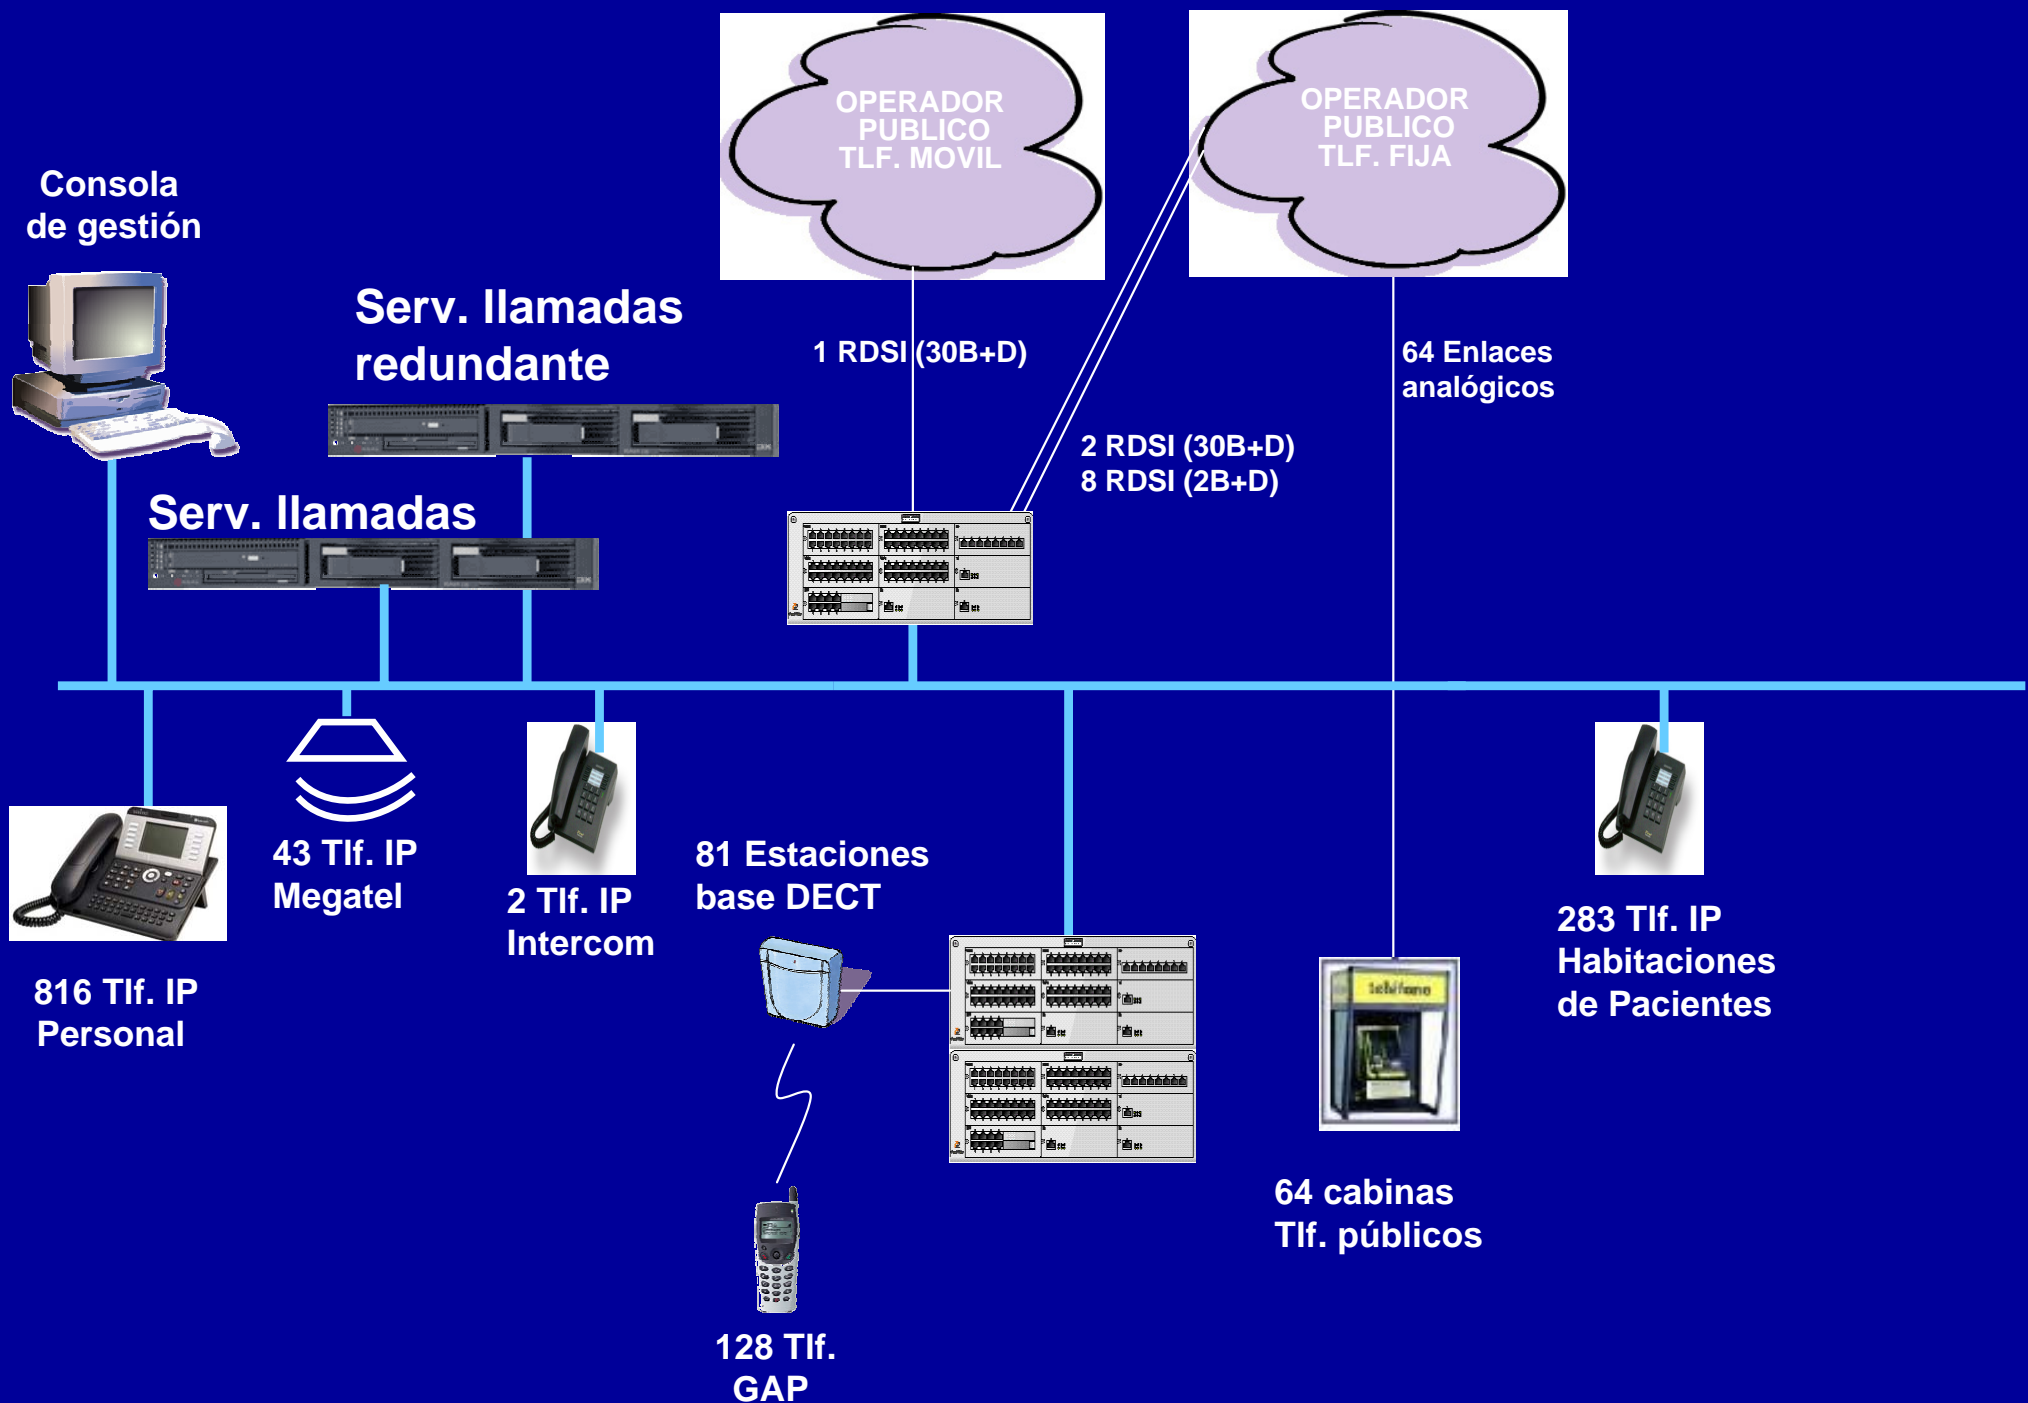 OPERADOR
PUBLICO
TLF. MOVIL
OPERADOR
PUBLICO
TLF. FIJA
Consola
de gestión
Serv. llamadas
redundante
1 RDSI (30B+D)
64 Enlaces
analógicos
2 RDSI (30B+D)
8 RDSI (2B+D)
Serv. llamadas
43 Tlf. IP
Megatel
2 Tlf. IP
Intercom
81 Estaciones
base DECT
283 Tlf. IP
Habitaciones
de Pacientes
816 Tlf. IP
Personal
teléfono
64 cabinas
Tlf. públicos
128 Tlf.
GAP